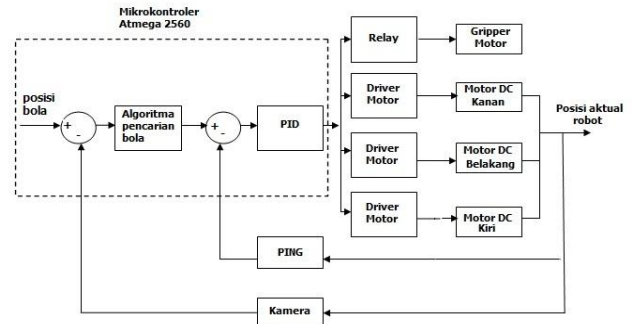 Mikrokontroler
Atmega 2560
posisi
bola
+
-
Algoritma
pencarian
bola
+
-
PID
Relay
Gripper
Motor
Driver
Motor
Motor DC
Kanan
Driver
Motor
Motor DC
Belakang
Driver
Motor
Motor DC
Kiri
Posisi aktual
robot
PING
Kamera